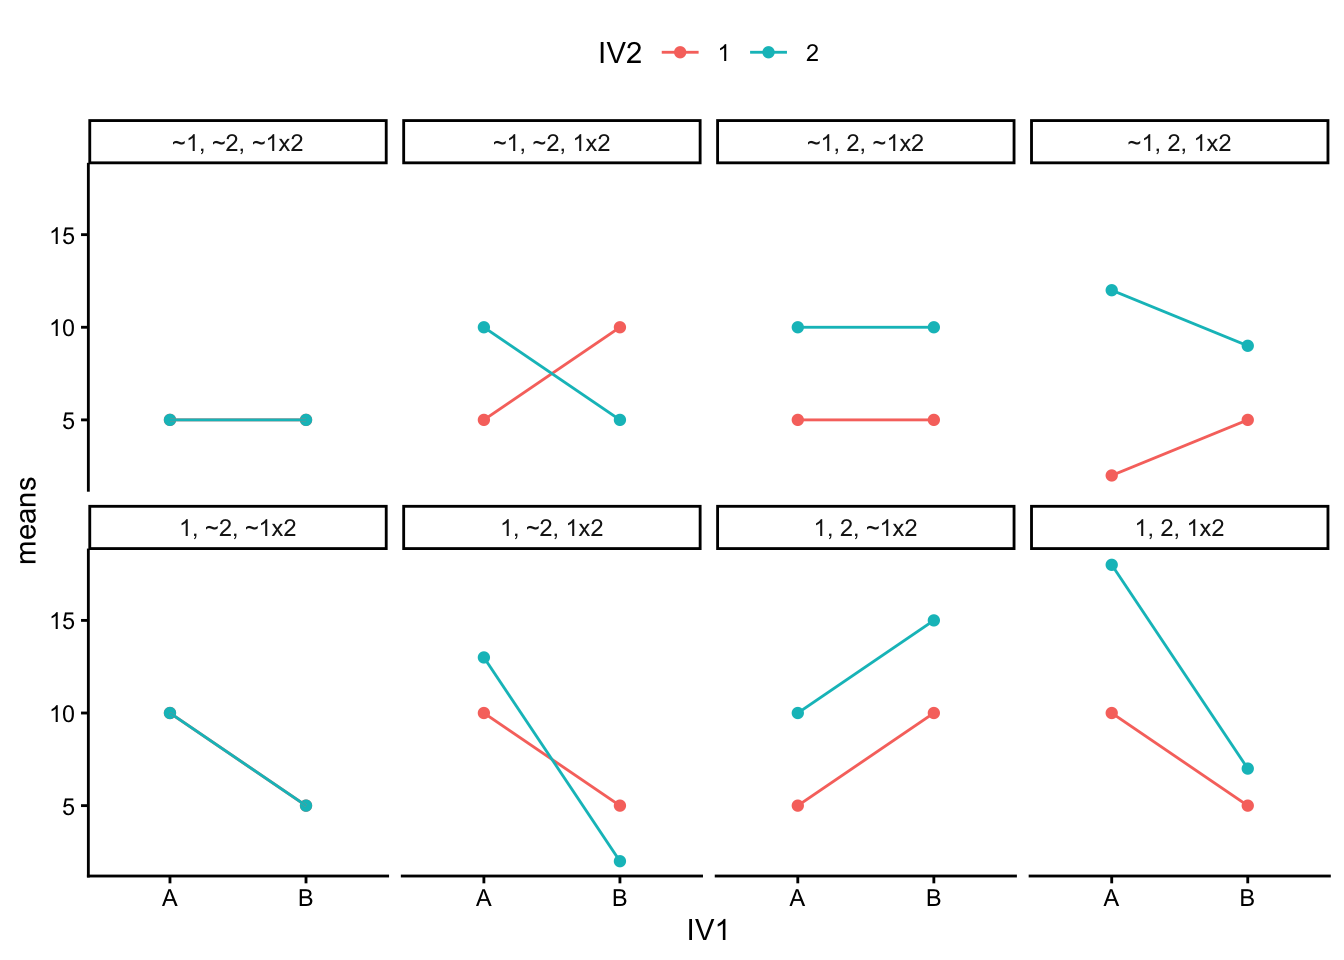 IV2 1 2
~1, ~2, ~1x2 ~1, ~2, 1x2 ~1, 2, ~1x2 ~1, 2, 1x2
15
10
5
means
1, ~2, ~1x2 1, ~2, 1x2 1, 2, ~1x2 1, 2, 1x2
15
10
5
A B A B A B A B
IV1